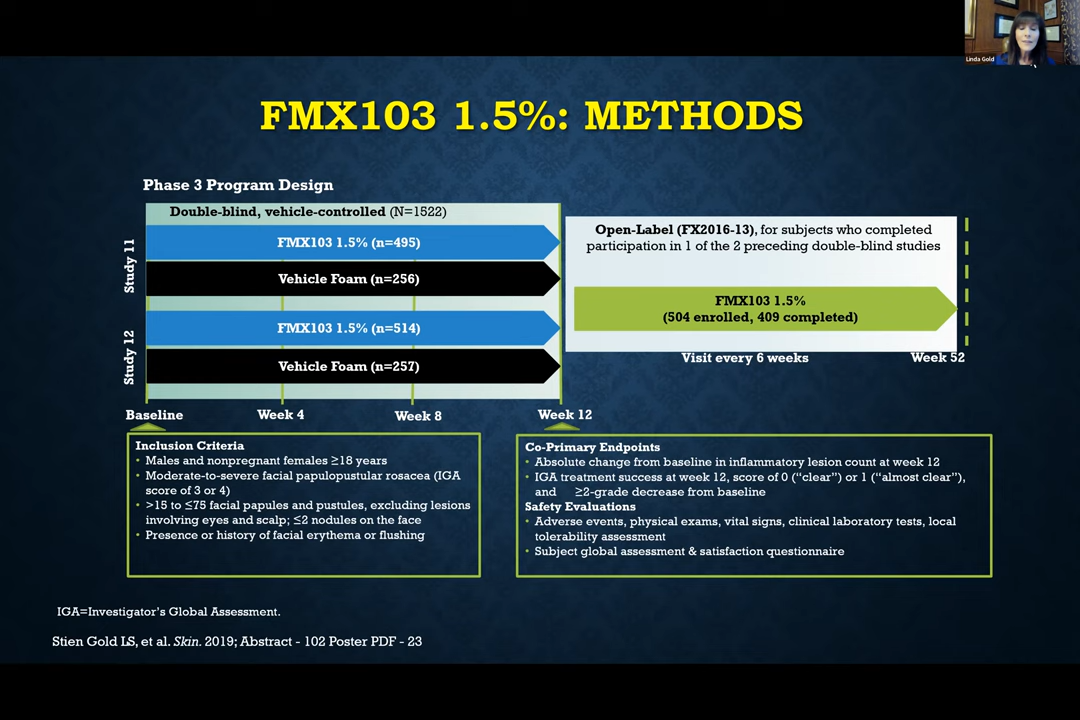 Linda Gold
FMX103 1.5%: METHODS
Phase 3 Program Design
Double-blind, vehicle-controlled (N=1522)
Study 11
FMX103 1.5% (n=495)
Vehicle Foam (n=256)
Study 12
FMX103 1.5% (n=514)
Vehicle Foam (n=257)
Open-Label (FX2016-13), for subjects who completed
participation in 1 of the 2 preceding double-blind studies
FMX103 1.5%
(504 enrolled, 409 completed)
Visit every 6 weeks
Week 52
Baseline
Week 4
Week 8
Week 12
Inclusion Criteria
• Males and nonpregnant females ≥18 years
• Moderate-to-severe facial papulopustular rosacea (IGA
score of 3 or 4)
• >15 to ≤75 facial papules and pustules, excluding lesions
involving eyes and scalp; ≤2 nodules on the face
• Presence or history of facial erythema or flushing
Co-Primary Endpoints
• Absolute change from baseline in inflammatory lesion count at week 12
• IGA treatment success at week 12, score of 0 (“clear”) or 1 (“almost clear”),
and ≥2-grade decrease from baseline
Safety Evaluations
• Adverse events, physical exams, vital signs, clinical laboratory tests, local
tolerability assessment
• Subject global assessment & satisfaction questionnaire
IGA=Investigator’s Global Assessment.
Stien Gold LS, et al. Skin. 2019; Abstract - 102 Poster PDF - 23